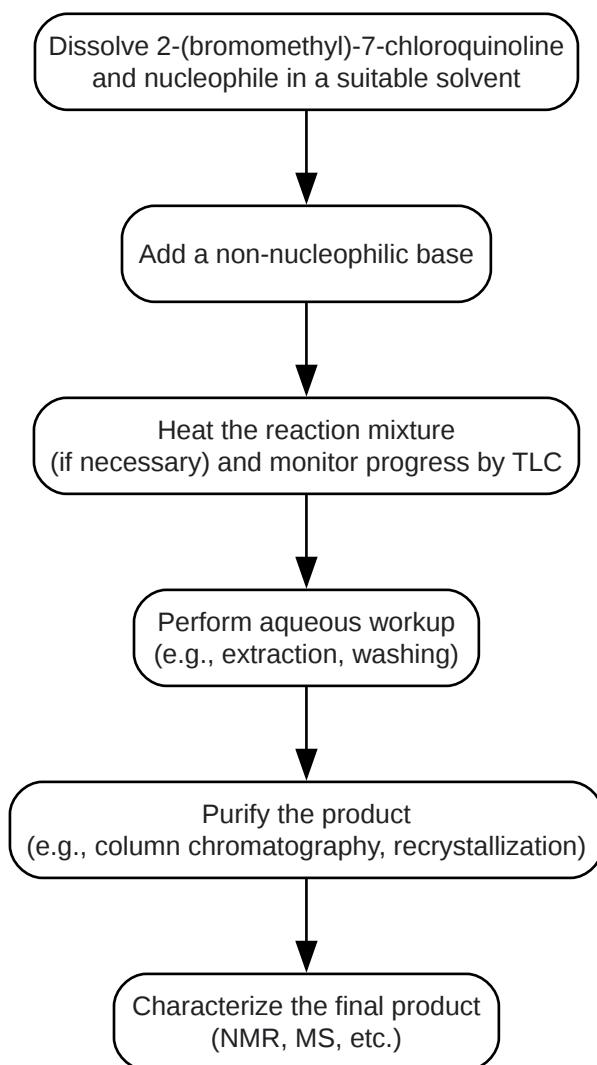 Dissolve 2-(bromomethyl)-7-chloroquinoline
and nucleophile in a suitable solvent
Add a non-nucleophilic base
Heat the reaction mixture
(if necessary) and monitor progress by TLC
Perform aqueous workup
(e.g., extraction, washing)
Purify the product
(e.g., column chromatography, recrystallization)
Characterize the final product
(NMR, MS, etc.)